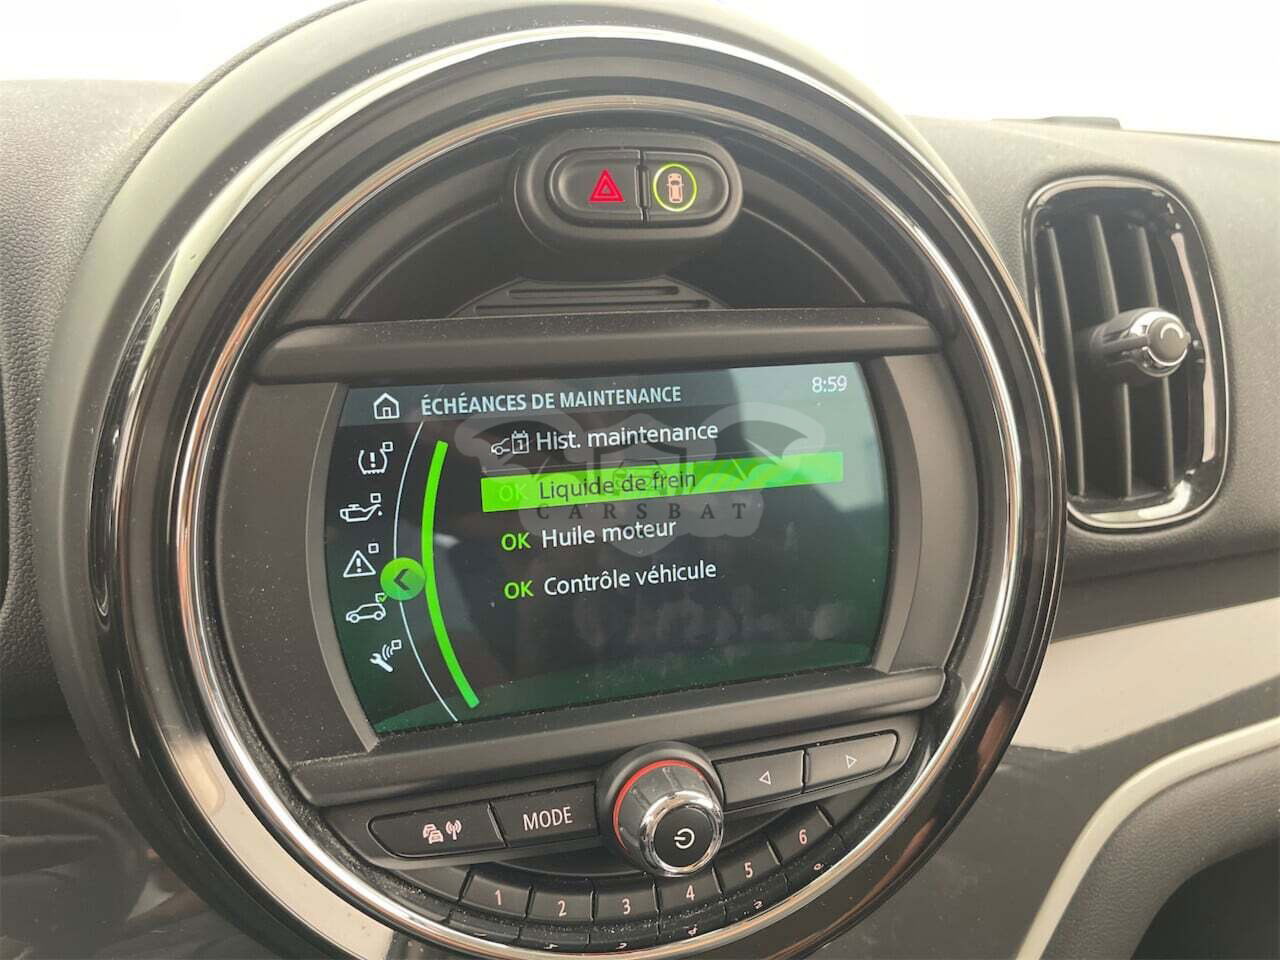 ÉCHÉANCES DE MAINTENANCE
8:59
1 Hist. maintenance
OK Liquide de frein
CARSBAT
OK Huile moteur
OK Contrôle véhicule
MODE
1 2 3 4 5 6